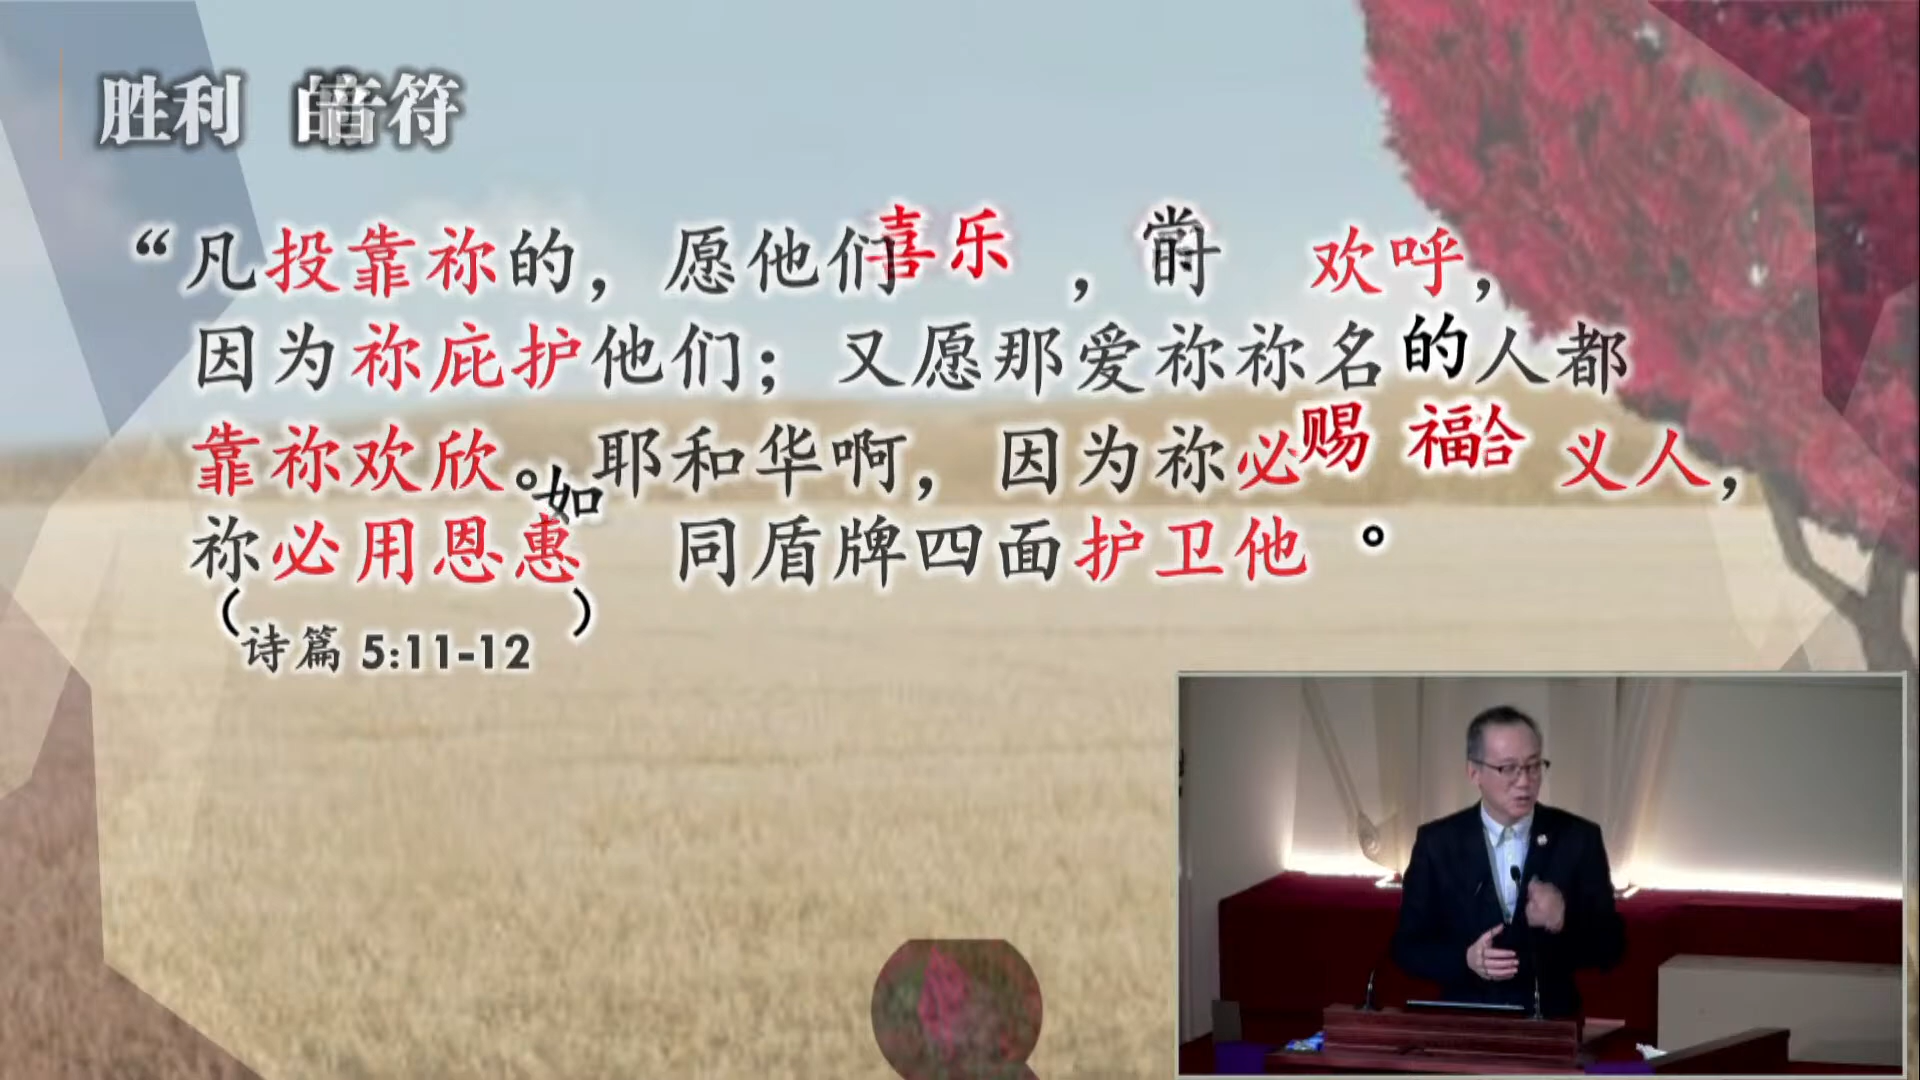 胜利 符
“凡投靠祢的，愿他们喜乐，时 欢呼，
因为祢庇护他们；又愿那爱祢祢名的人都
靠祢欢欣。耶和华啊，因为祢必赐福给义人，
祢必用恩惠如同盾牌四面护卫他。
（诗篇 5:11-12）